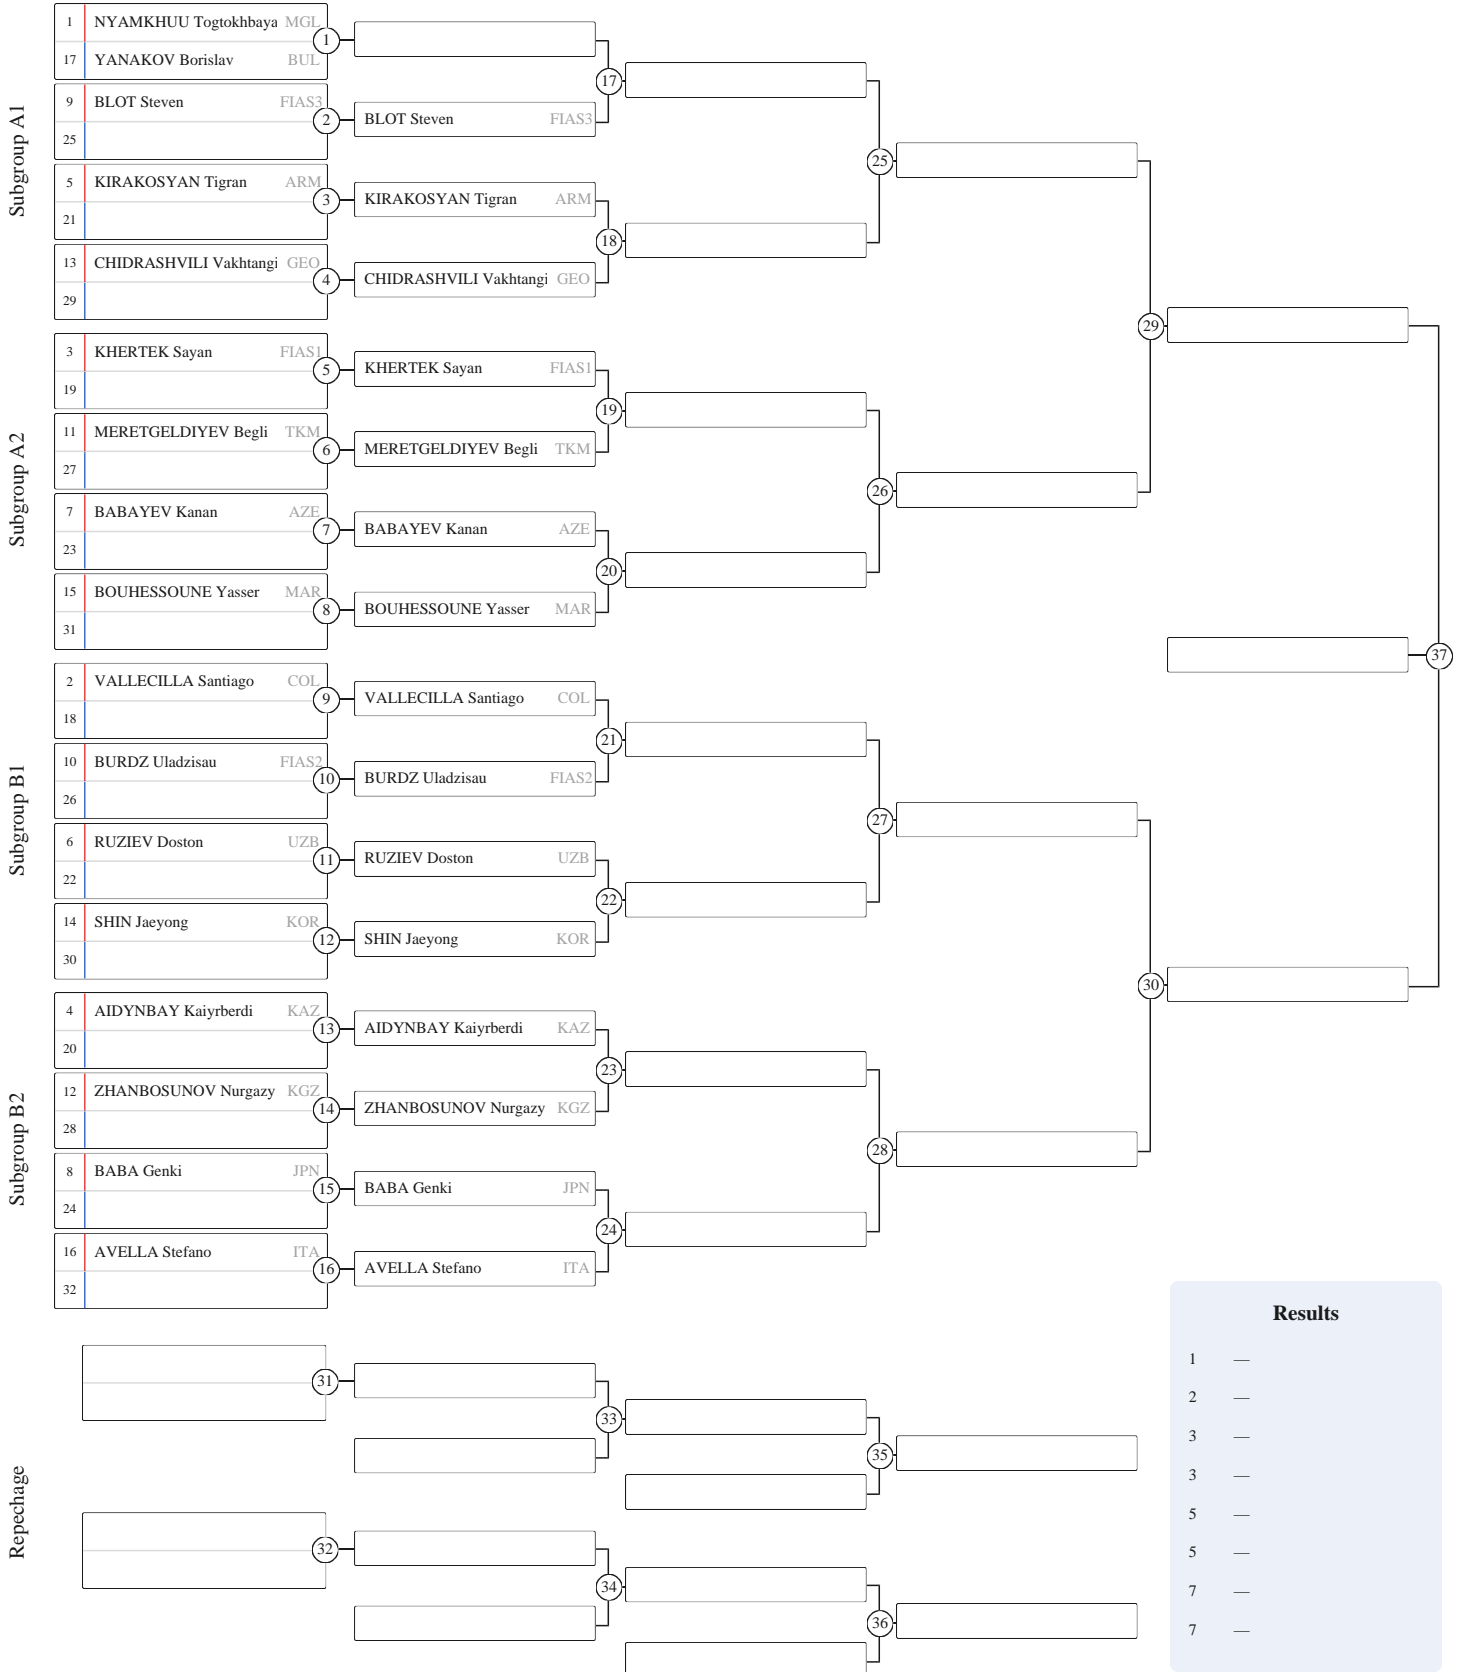 Subgroup A1
1 NYAMKHUU Togtokhbaya MGL
17 YANAKOV Borislav BUL
1
9 BLOT Steven FIAS3
25
2
BLOT Steven FIAS3
17
5 KIRAKOSYAN Tigran ARM
21
3
KIRAKOSYAN Tigran ARM
13 CHIDRASHVILI Vakhtangi GEO
29
4
CHIDRASHVILI Vakhtangi GEO
18
25
Subgroup A2
3 KHERTEK Sayan FIAS1
19
5
KHERTEK Sayan FIAS1
11 MERETGELDIYEV Begli TKM
27
6
MERETGELDIYEV Begli TKM
19
7 BABAYEV Kanan AZE
23
7
BABAYEV Kanan AZE
15 BOUHESSOUNE Yasser MAR
31
8
BOUHESSOUNE Yasser MAR
20
26
29
Subgroup B1
2 VALLECILLA Santiago COL
18
9
VALLECILLA Santiago COL
10 BURDZ Uladzisau FIAS2
26
10
BURDZ Uladzisau FIAS2
21
6 RUZIEV Doston UZB
22
11
RUZIEV Doston UZB
14 SHIN Jaeyong KOR
30
12
SHIN Jaeyong KOR
22
27
Subgroup B2
4 AIDYNBAY Kaiyrberdi KAZ
20
13
AIDYNBAY Kaiyrberdi KAZ
12 ZHANBOSUNOV Nurgazy KGZ
28
14
ZHANBOSUNOV Nurgazy KGZ
23
8 BABA Genki JPN
24
15
BABA Genki JPN
16 AVELLA Stefano ITA
32
16
AVELLA Stefano ITA
24
28
30
37
Repechage
31
33
35
32
34
36
Results
1 —
2 —
3 —
3 —
5 —
5 —
7 —
7 —